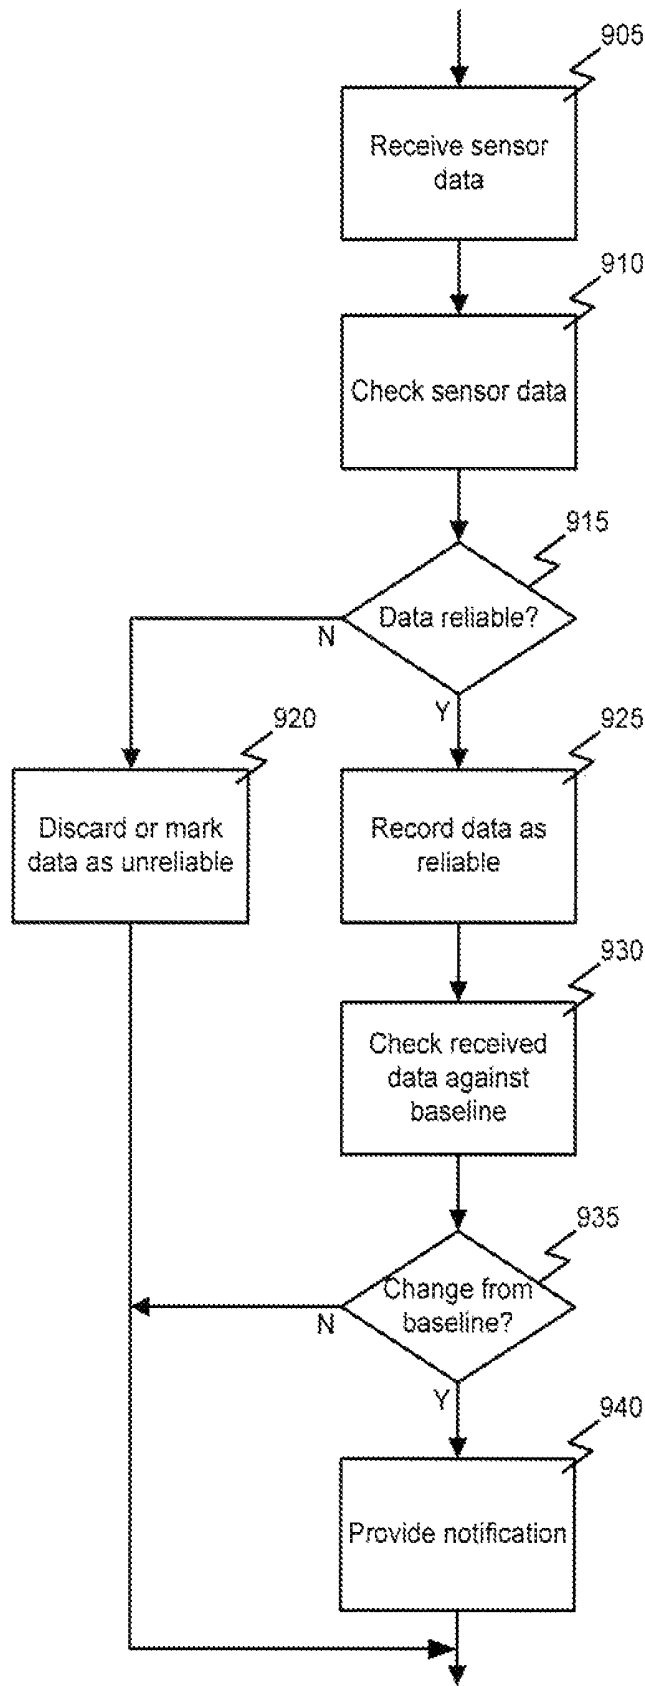 905
Receive sensor
data
910
Check sensor data
915
Data reliable?
N
Y
920
925
Discard or mark
data as unreliable
Record data as
reliable
930
Check received
data against
baseline
935
Change from
baseline?
N
Y
940
Provide notification